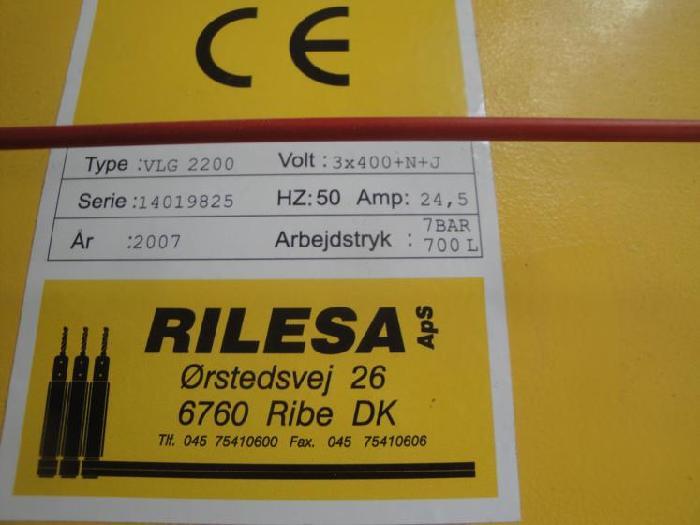 CE
Type :VLG 2200 Volt :3x400+N+J
Serie :14019825 HZ:50 Amp: 24,5
År :2007 Arbejdstryk : 7BAR
700 L
RILESA ApS
Ørstedsvej 26
6760 Ribe DK
Tlf. 045 75410600 Fax. 045 75410606